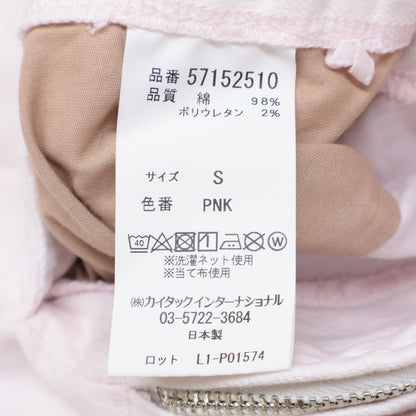 品番 57152510
品質 綿 98%
ポリウレタン 2%
サイズ S
色番 PNK
40 W
※洗濯ネット使用
※当て布使用
㈱カイタックインターナショナル
03-5722-3684
日本製
ロット L1-P01574